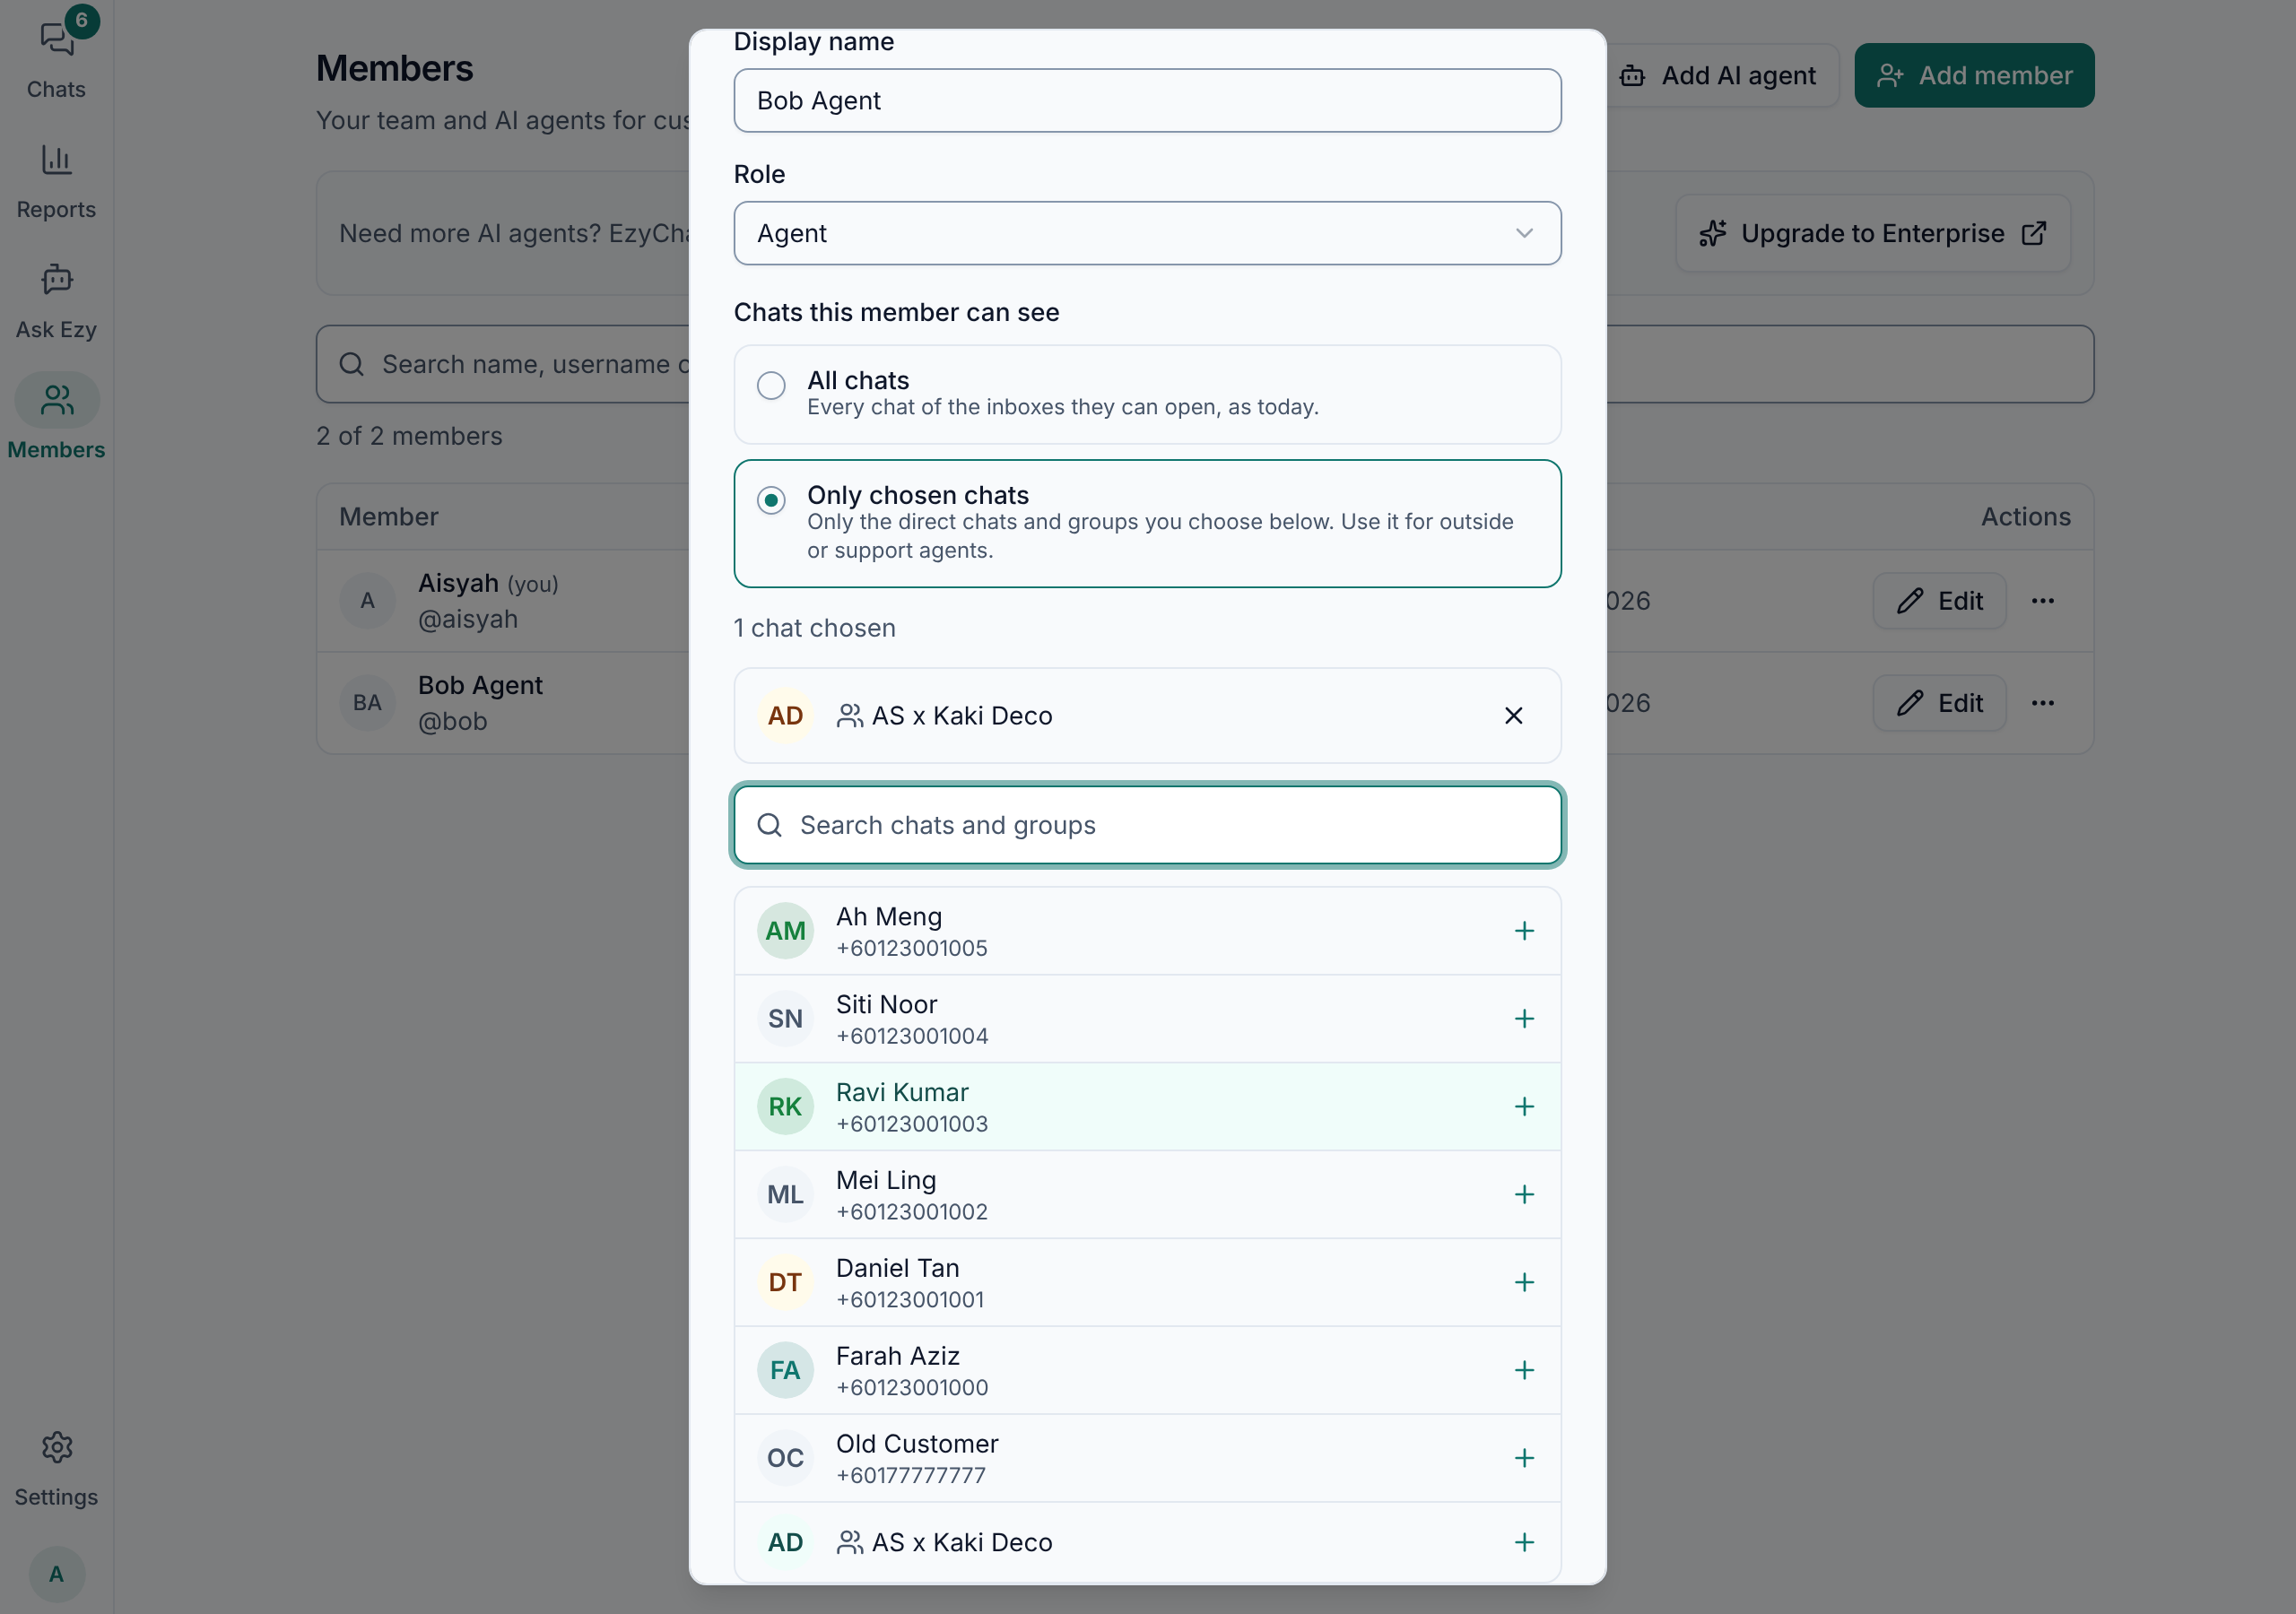 6
Chats
Reports
Ask Ezy
Members
Settings
A
Members
Your team and AI agents for cus
Add AI agent
Add member
Need more AI agents? EzyCha
Upgrade to Enterprise
Search name, username o
2 of 2 members
Member
Actions
A
Aisyah (you)
@aisyah
026
Edit
BA
Bob Agent
@bob
026
Edit
Display name
Bob Agent
Role
Agent
Chats this member can see
All chats
Every chat of the inboxes they can open, as today.
Only chosen chats
Only the direct chats and groups you choose below. Use it for outside
or support agents.
1 chat chosen
AD
AS x Kaki Deco
Search chats and groups
AM
Ah Meng
+60123001005
SN
Siti Noor
+60123001004
RK
Ravi Kumar
+60123001003
ML
Mei Ling
+60123001002
DT
Daniel Tan
+60123001001
FA
Farah Aziz
+60123001000
OC
Old Customer
+60177777777
AD
AS x Kaki Deco